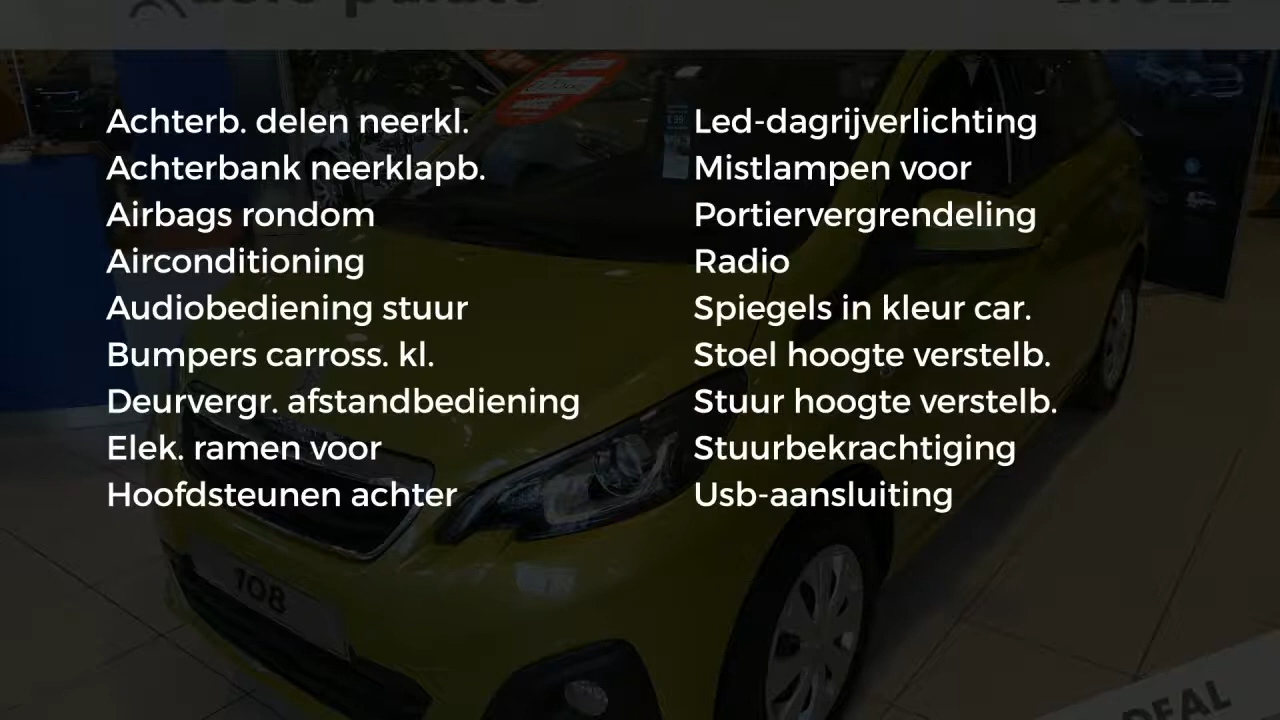 Achterb. delen neerkl.
Achterbank neerklapb.
Airbags rondom
Airconditioning
Audiobediening stuur
Bumpers carross. kl.
Deurvergr. afstandbediening
Elek. ramen voor
Hoofdsteunen achter
Led-dagrijverlichting
Mistlampen voor
Portiervergrendeling
Radio
Spiegels in kleur car.
Stoel hoogte verstelb.
Stuur hoogte verstelb.
Stuurbekrachtiging
Usb-aansluiting
108
DEAL